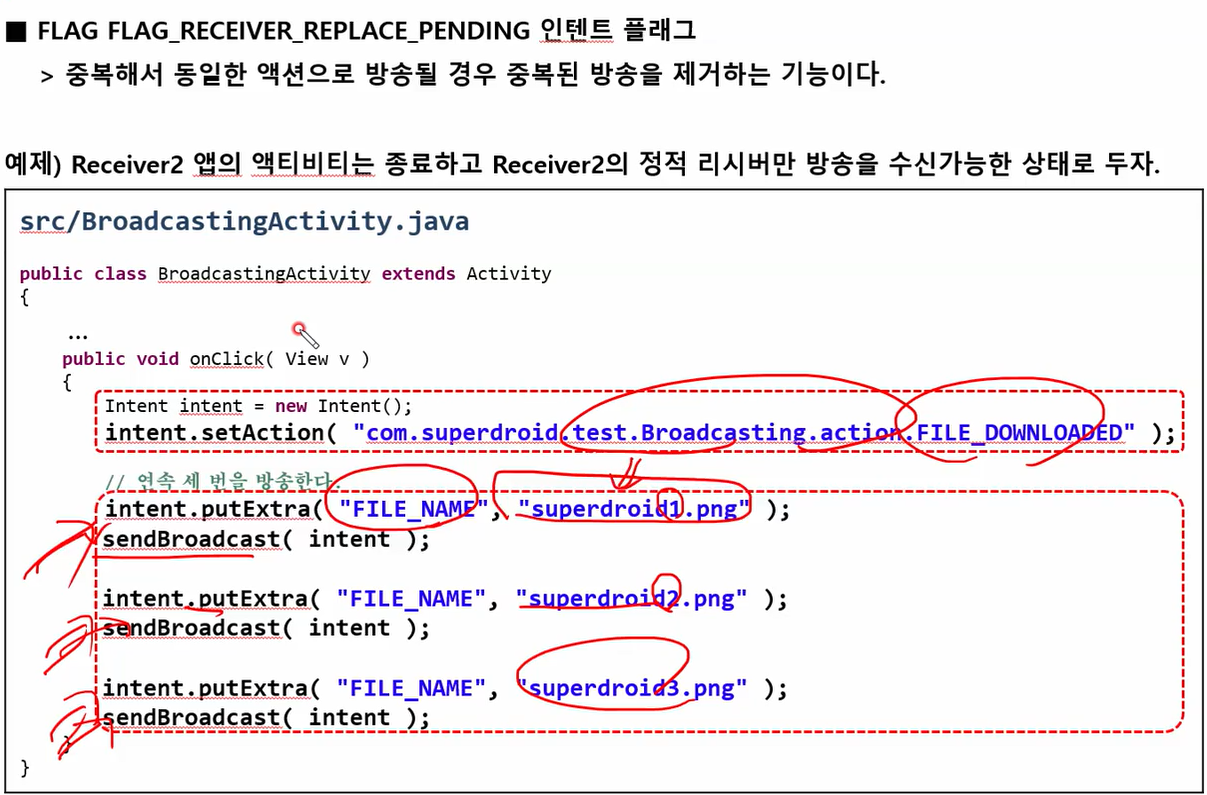 ■ FLAG FLAG_RECEIVER_REPLACE_PENDING 인텐트 플래그
> 중복해서 동일한 액션으로 방송될 경우 중복된 방송을 제거하는 기능이다.
예제) Receiver2 앱의 액티비티는 종료하고 Receiver2의 정적 리시버만 방송을 수신가능한 상태로 두자.
src/BroadcastingActivity.java
public class BroadcastingActivity extends Activity
{
...
public void onClick( View v )
{
Intent intent = new Intent();
intent.setAction( "com.superdroid.test.Broadcasting.action.FILE_DOWNLOADED" );
// 연속 세 번을 방송한다.
intent.putExtra( "FILE_NAME", "superdroid1.png" );
sendBroadcast( intent );
intent.putExtra( "FILE_NAME", "superdroid2.png" );
sendBroadcast( intent );
intent.putExtra( "FILE_NAME", "superdroid3.png" );
sendBroadcast( intent );
}
}